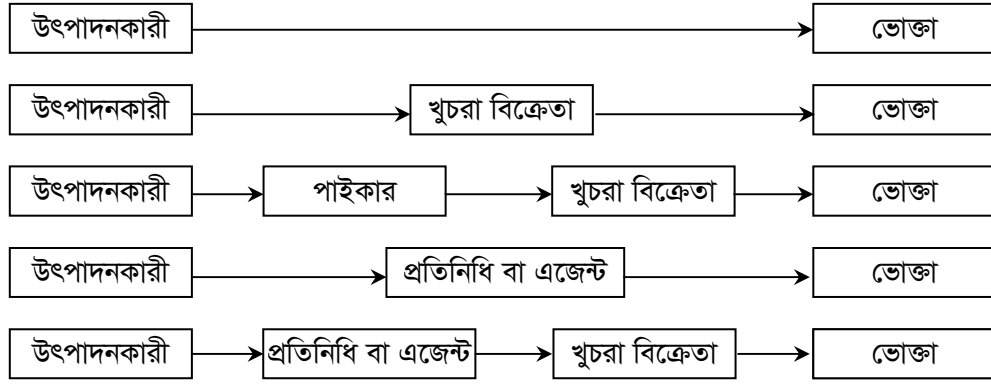 উৎপাদনকারী ভোক্তা
উৎপাদনকারী খুচরা বিক্রেতা ভোক্তা
উৎপাদনকারী পাইকার খুচরা বিক্রেতা ভোক্তা
উৎপাদনকারী প্রতিনিধি বা এজেন্ট ভোক্তা
উৎপাদনকারী প্রতিনিধি বা এজেন্ট খুচরা বিক্রেতা ভোক্তা